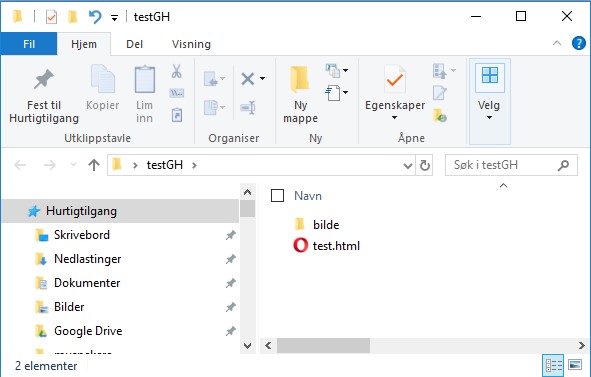 testGH
Fil Hjem Del Visning
Fest til Hurtigtilgang
Kopier
Lim inn
Ny mappe
Egenskaper
Velg
Utklippstavle Organiser Ny Åpne
testGH Søk i testGH
Navn
Hurtigtilgang
Skrivebord
Nedlastinger
Dokumenter
Bilder
Google Drive
bilde
test.html
2 elementer